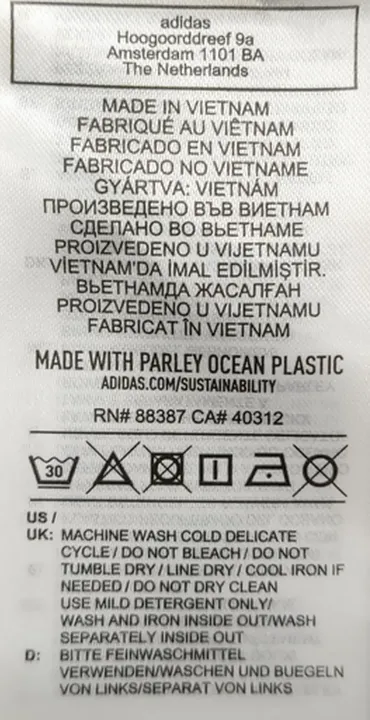 adidas
Hoogoorddreef 9a
Amsterdam 1101 BA
The Netherlands
MADE IN VIETNAM
FABRIQUÉ AU VIÊTNAM
FABRICADO EN VIETNAM
FABRICADO NO VIETNAME
GYÁRTVA: VIETNÁM
ПРОИЗВЕДЕНО ВЪВ ВИЕТНАМ
СДЕЛАНО ВО ВЬЕТНАМЕ
PROIZVEDENO U VIJETNAMU
VİETNAM'DA İMAL EDİLMİŞTİR.
ВЬЕТНАМДА ЖАСАЛҒАН
PROIZVEDENO U VIJETNAMU
FABRICAT ÎN VIETNAM
MADE WITH PARLEY OCEAN PLASTIC
ADIDAS.COM/SUSTAINABILITY
RN# 88387 CA# 40312
30
US /
UK: MACHINE WASH COLD DELICATE
CYCLE / DO NOT BLEACH / DO NOT
TUMBLE DRY / LINE DRY / COOL IRON IF
NEEDED / DO NOT DRY CLEAN
USE MILD DETERGENT ONLY/
WASH AND IRON INSIDE OUT/WASH
SEPARATELY INSIDE OUT
D: BITTE FEINWASCHMITTEL
VERWENDEN/WASCHEN UND BUEGELN
VON LINKS/SEPARAT VON LINKS